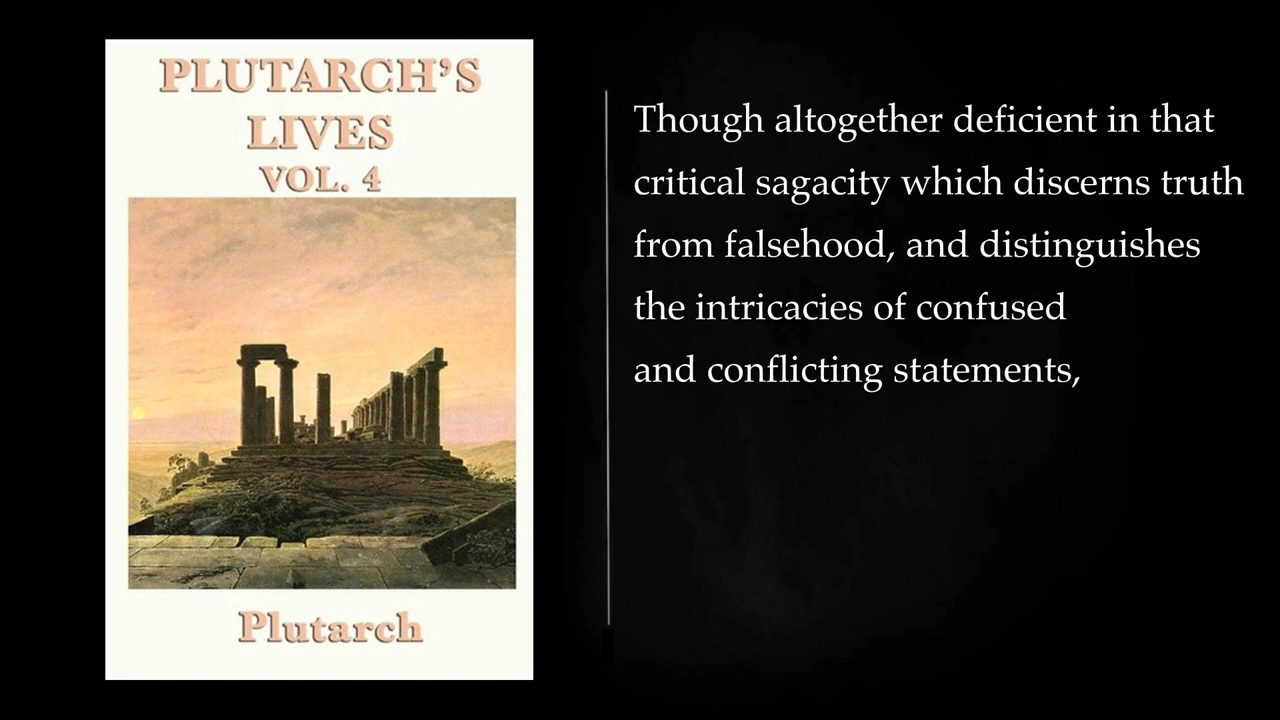 PLUTARCH'S
LIVES
VOL. 4
Plutarch
Though altogether deficient in that
critical sagacity which discerns truth
from falsehood, and distinguishes
the intricacies of confused
and conflicting statements,